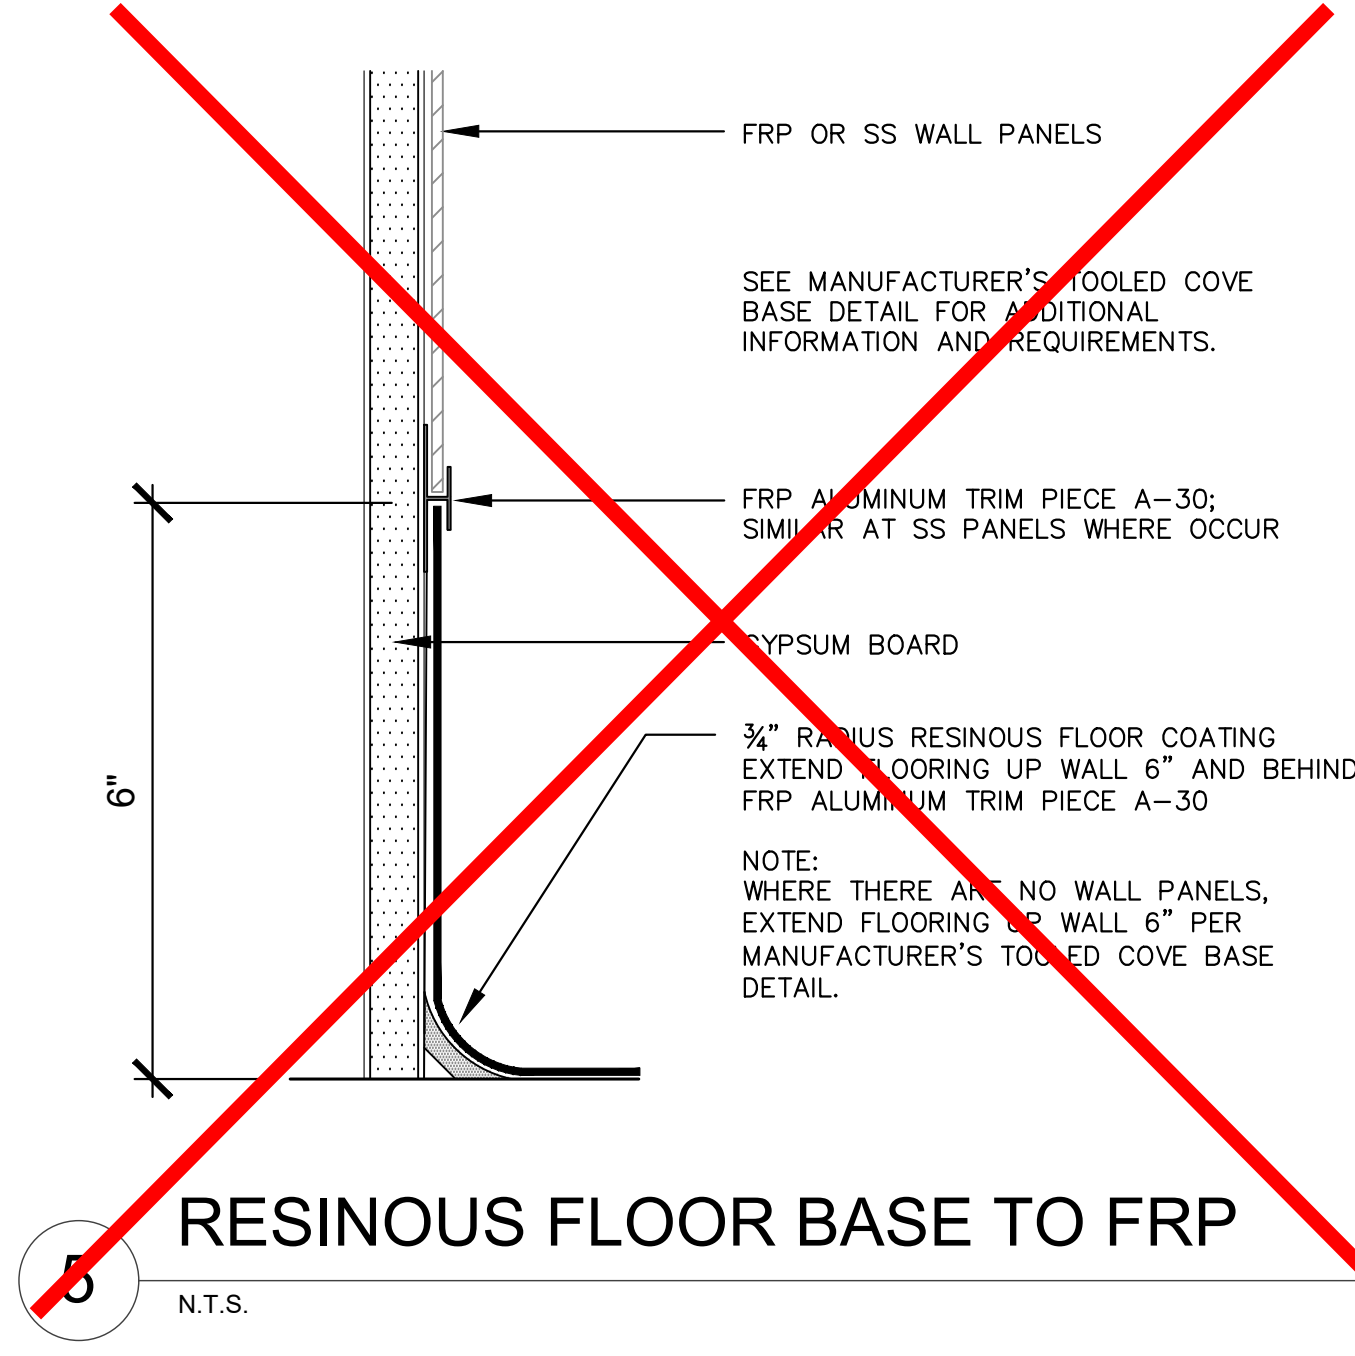 FRP OR SS WALL PANELS
SEE MANUFACTURER'S TOOLED COVE
BASE DETAIL FOR ADDITIONAL
INFORMATION AND REQUIREMENTS.
FRP ALUMINUM TRIM PIECE A-30;
SIMILAR AT SS PANELS WHERE OCCUR
GYPSUM BOARD
¾" RADIUS RESINOUS FLOOR COATING
EXTEND FLOORING UP WALL 6" AND BEHIND
FRP ALUMINUM TRIM PIECE A-30
NOTE:
WHERE THERE ARE NO WALL PANELS,
EXTEND FLOORING UP WALL 6" PER
MANUFACTURER'S TOOLED COVE BASE
DETAIL.
6"
RESINOUS FLOOR BASE TO FRP
5
N.T.S.